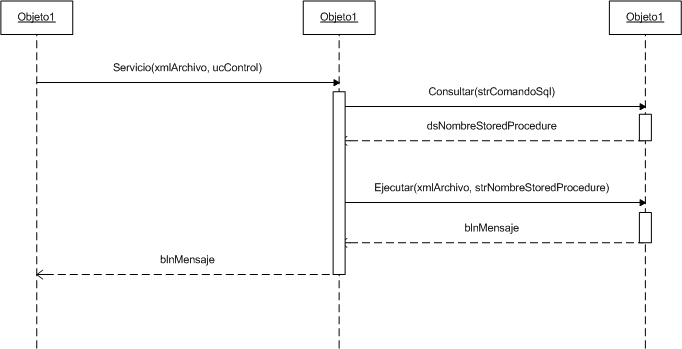 Objeto1
Objeto1
Objeto1
Servicio(xmlArchivo, ucControl)
Consultar(strComandoSql)
dsNombreStoredProcedure
Ejecutar(xmlArchivo, strNombreStoredProcedure)
blnMensaje
blnMensaje